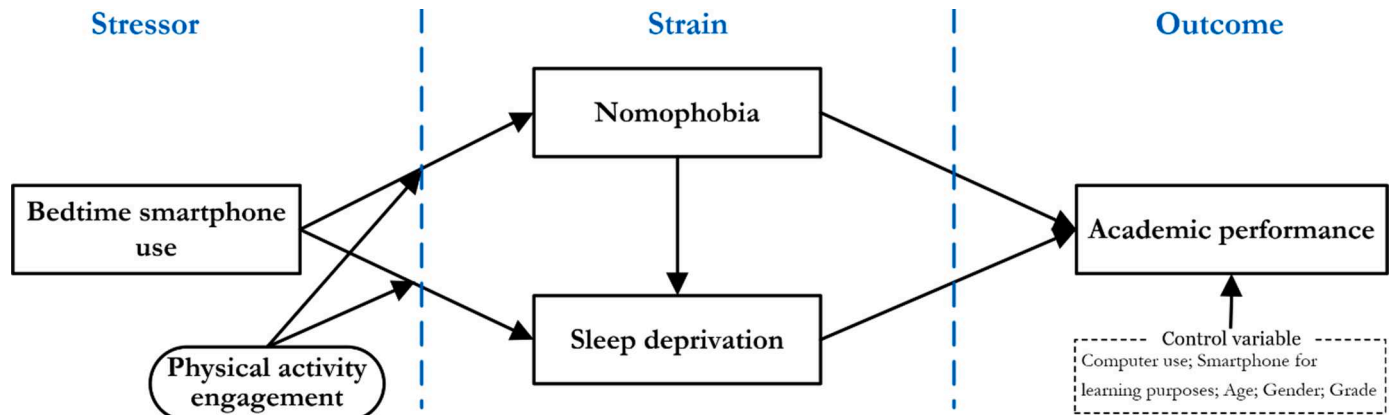 Stressor
Strain
Outcome
Nomophobia
Bedtime smartphone
use
Academic performance
Sleep deprivation
Physical activity
engagement
Control variable
Computer use; Smartphone for
learning purposes; Age; Gender; Grade